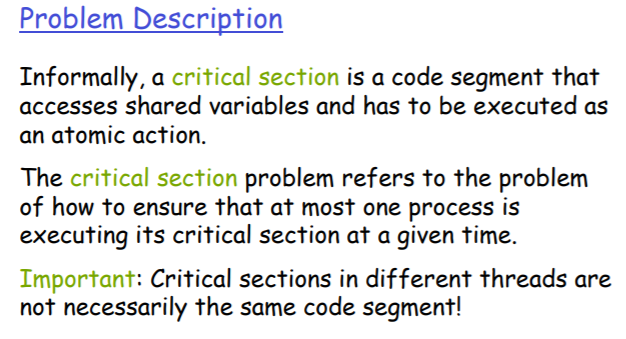 Problem Description
Informally, a critical section is a code segment that
accesses shared variables and has to be executed as
an atomic action.
The critical section problem refers to the problem
of how to ensure that at most one process is
executing its critical section at a given time.
Important: Critical sections in different threads are
not necessarily the same code segment!